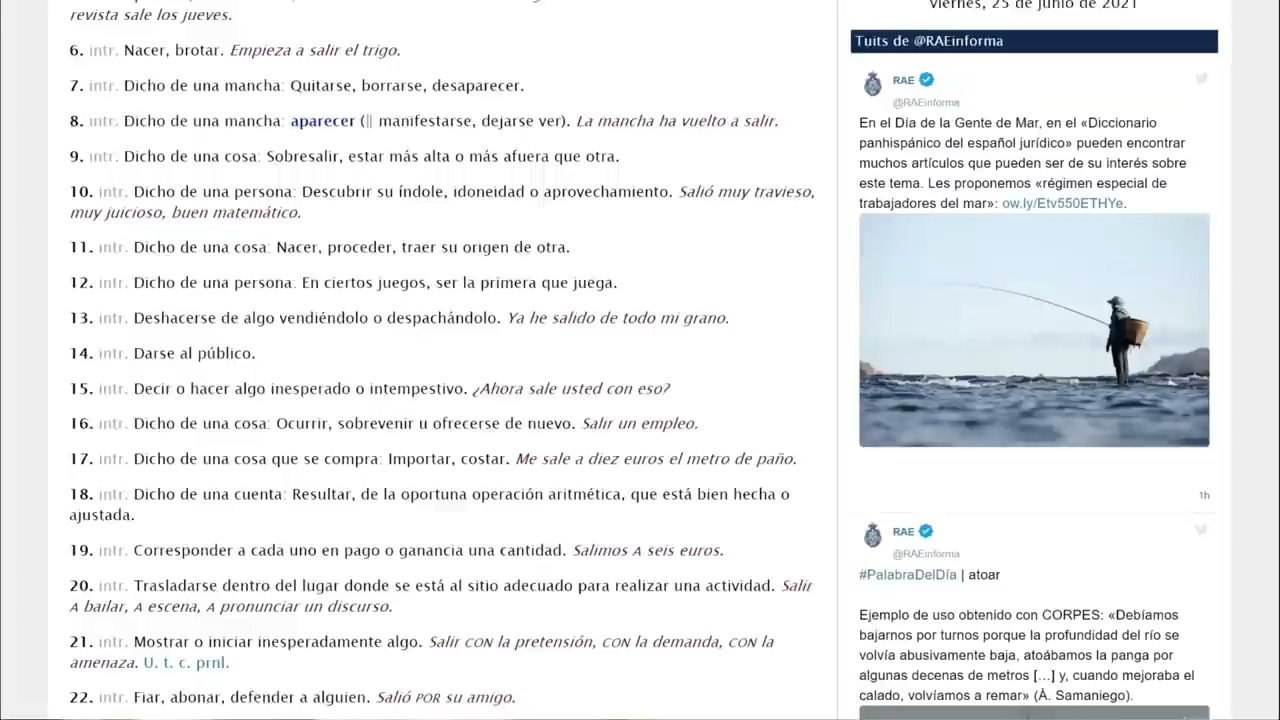 revista sale los jueves.
6. intr. Nacer, brotar. Empieza a salir el trigo.
7. intr. Dicho de una mancha: Quitarse, borrarse, desaparecer.
8. intr. Dicho de una mancha: aparecer (‖ manifestarse, dejarse ver). La mancha ha vuelto a salir.
9. intr. Dicho de una cosa: Sobresalir, estar más alta o más afuera que otra.
10. intr. Dicho de una persona: Descubrir su índole, idoneidad o aprovechamiento. Salió muy travieso,
muy juicioso, buen matemático.
11. intr. Dicho de una cosa: Nacer, proceder, traer su origen de otra.
12. intr. Dicho de una persona: En ciertos juegos, ser la primera que juega.
13. intr. Deshacerse de algo vendiéndolo o despachándolo. Ya he salido de todo mi grano.
14. intr. Darse al público.
15. intr. Decir o hacer algo inesperado o intempestivo. ¿Ahora sale usted con eso?
16. intr. Dicho de una cosa: Ocurrir, sobrevenir u ofrecerse de nuevo. Salir un empleo.
17. intr. Dicho de una cosa que se compra: Importar, costar. Me sale a diez euros el metro de paño.
18. intr. Dicho de una cuenta: Resultar, de la oportuna operación aritmética, que está bien hecha o
ajustada.
19. intr. Corresponder a cada uno en pago o ganancia una cantidad. Salimos A seis euros.
20. intr. Trasladarse dentro del lugar donde se está al sitio adecuado para realizar una actividad. Salir
A bailar, A escena, A pronunciar un discurso.
21. intr. Mostrar o iniciar inesperadamente algo. Salir CON la pretensión, CON la demanda, CON la
amenaza. U. t. c. prnl.
22. intr. Fiar, abonar, defender a alguien. Salió POR su amigo.
Viernes, 25 de junio de 2021
Tuits de @RAEinforma
RAE
@RAEinforma
En el Día de la Gente de Mar, en el «Diccionario
panhispánico del español jurídico» pueden encontrar
muchos artículos que pueden ser de su interés sobre
este tema. Les proponemos «régimen especial de
trabajadores del mar»: ow.ly/Etv550ETHYe.
1h
RAE
@RAEinforma
#PalabraDelDía | atoar
Ejemplo de uso obtenido con CORPES: «Debíamos
bajarnos por turnos porque la profundidad del río se
volvía abusivamente baja, atoábamos la panga por
algunas decenas de metros [...] y, cuando mejoraba el
calado, volvíamos a remar» (À. Samaniego).